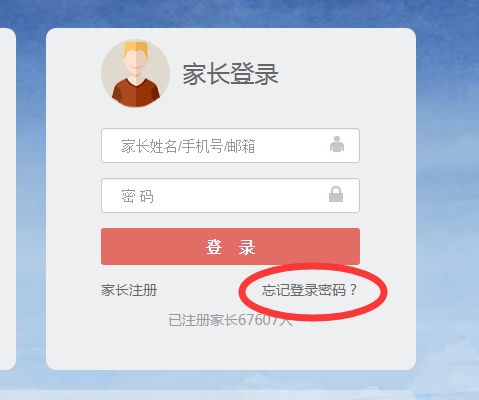 家长登录
家长姓名/手机号/邮箱
密 码
登 录
家长注册 忘记登录密码？
已注册家长67607人